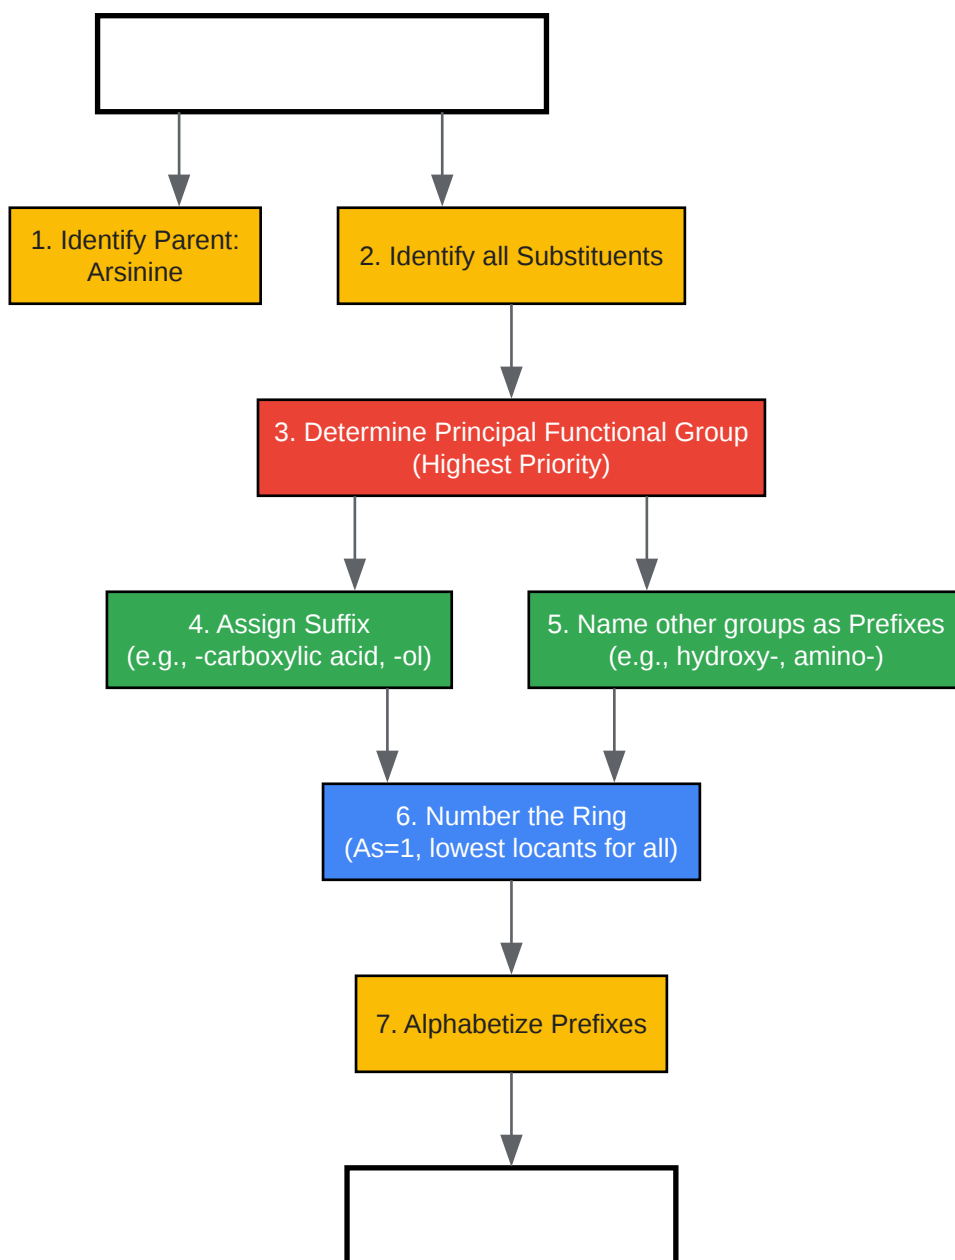 1. Identify Parent:
Arsinine
2. Identify all Substituents
3. Determine Principal Functional Group
(Highest Priority)
4. Assign Suffix
(e.g., -carboxylic acid, -ol)
5. Name other groups as Prefixes
(e.g., hydroxy-, amino-)
6. Number the Ring
(As=1, lowest locants for all)
7. Alphabetize Prefixes